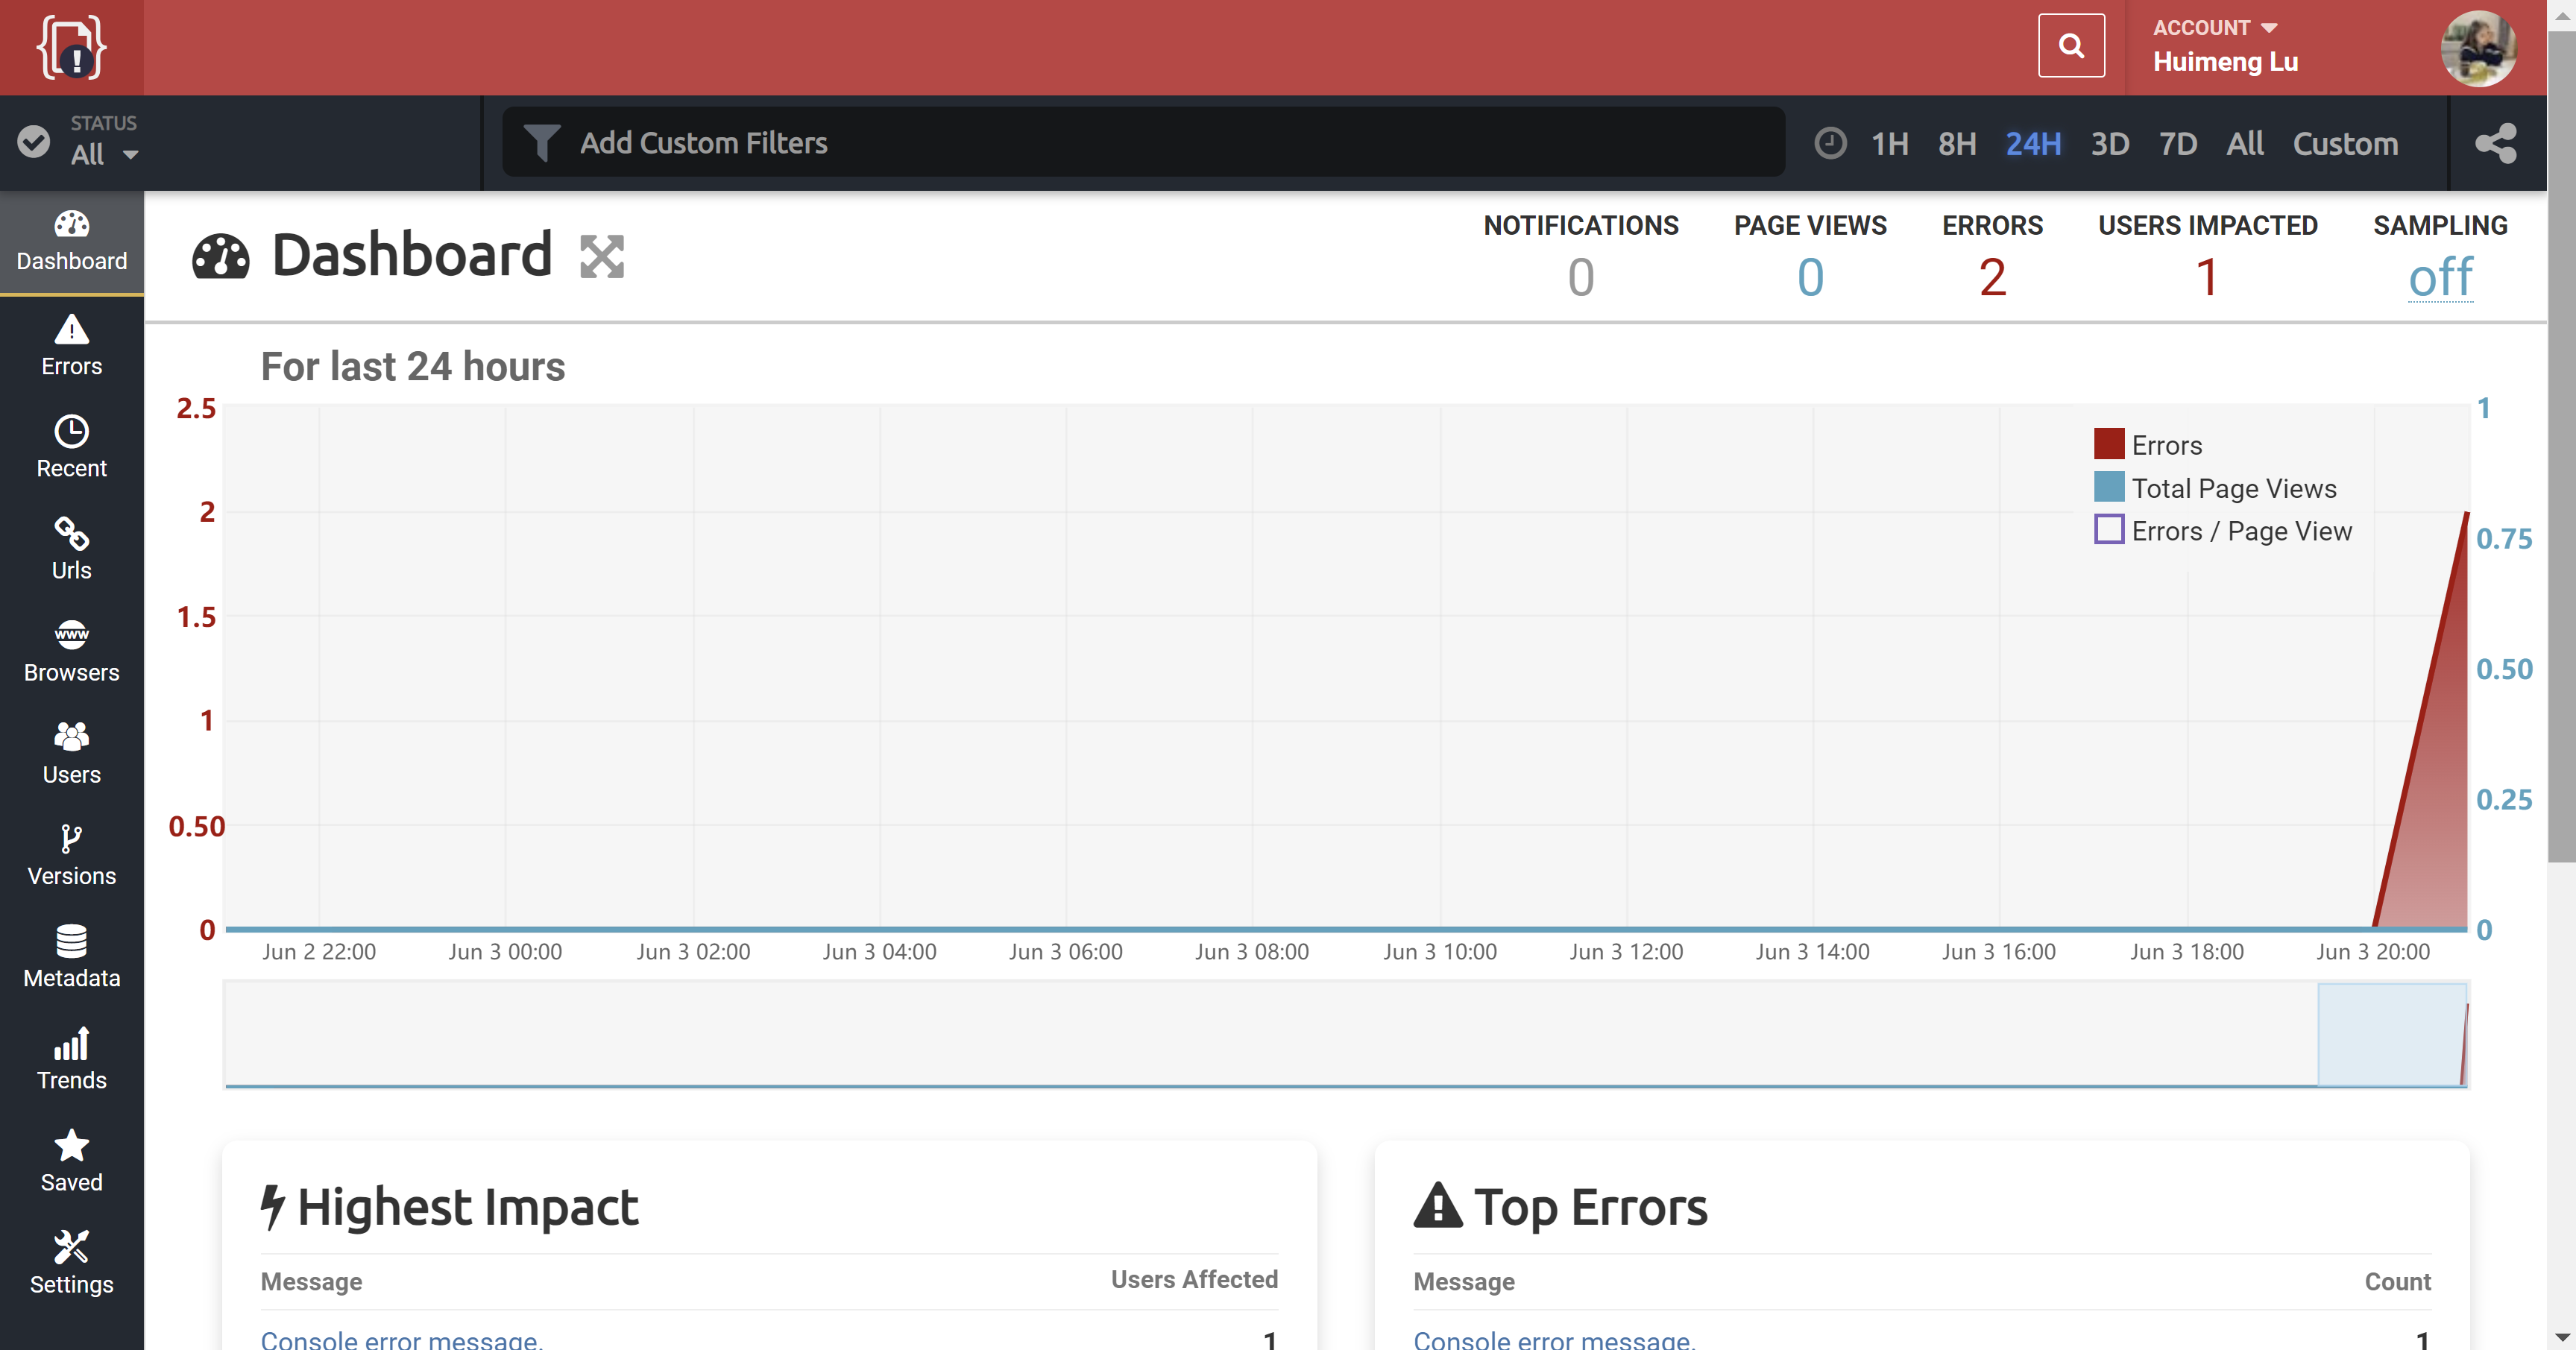 ACCOUNT
Huimeng Lu
STATUS
All
Add Custom Filters
1H 8H 24H 3D 7D All Custom
Dashboard
Errors
Recent
Urls
www
Browsers
Users
Versions
Metadata
Trends
Saved
Settings
Dashboard
NOTIFICATIONS
0
PAGE VIEWS
0
ERRORS
2
USERS IMPACTED
1
SAMPLING
off
For last 24 hours
2.5
2
1.5
1
0.50
0
Errors
Total Page Views
Errors / Page View
1
0.75
0.50
0.25
0
Jun 2 22:00 Jun 3 00:00 Jun 3 02:00 Jun 3 04:00 Jun 3 06:00 Jun 3 08:00 Jun 3 10:00 Jun 3 12:00 Jun 3 14:00 Jun 3 16:00 Jun 3 18:00 Jun 3 20:00
Highest Impact
Message Users Affected
Console error message. 1
Top Errors
Message Count
Console error message. 1